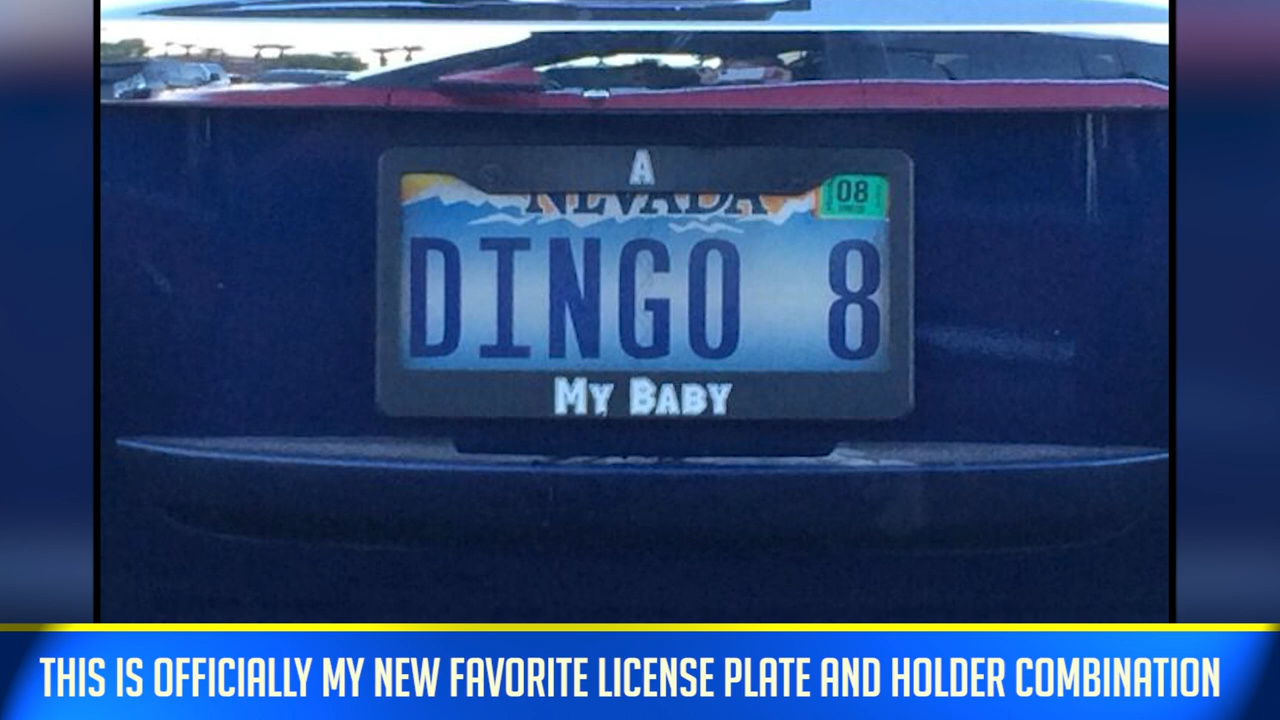 A
NEVADA
08
DINGO 8
My Baby
THIS IS OFFICIALLY MY NEW FAVORITE LICENSE PLATE AND HOLDER COMBINATION